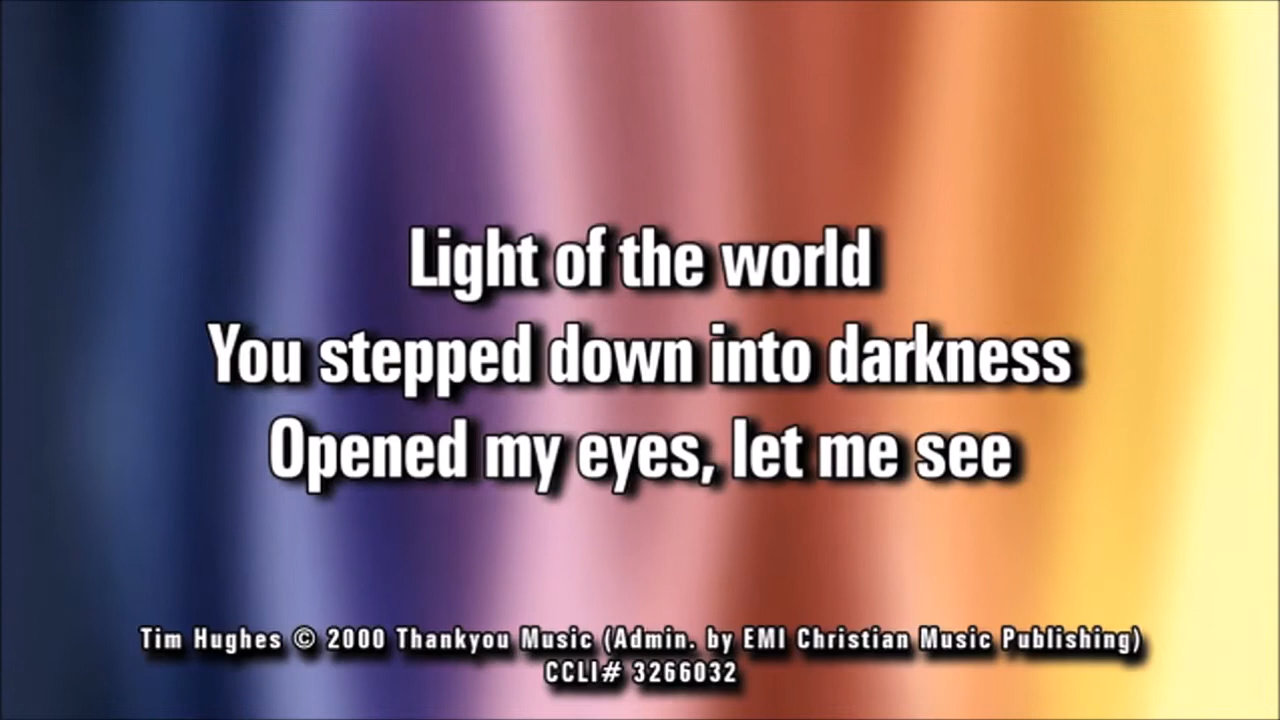 Light of the world
You stepped down into darkness
Opened my eyes, let me see
Tim Hughes © 2000 Thankyou Music (Admin. by EMI Christian Music Publishing)
CCLI# 3266032